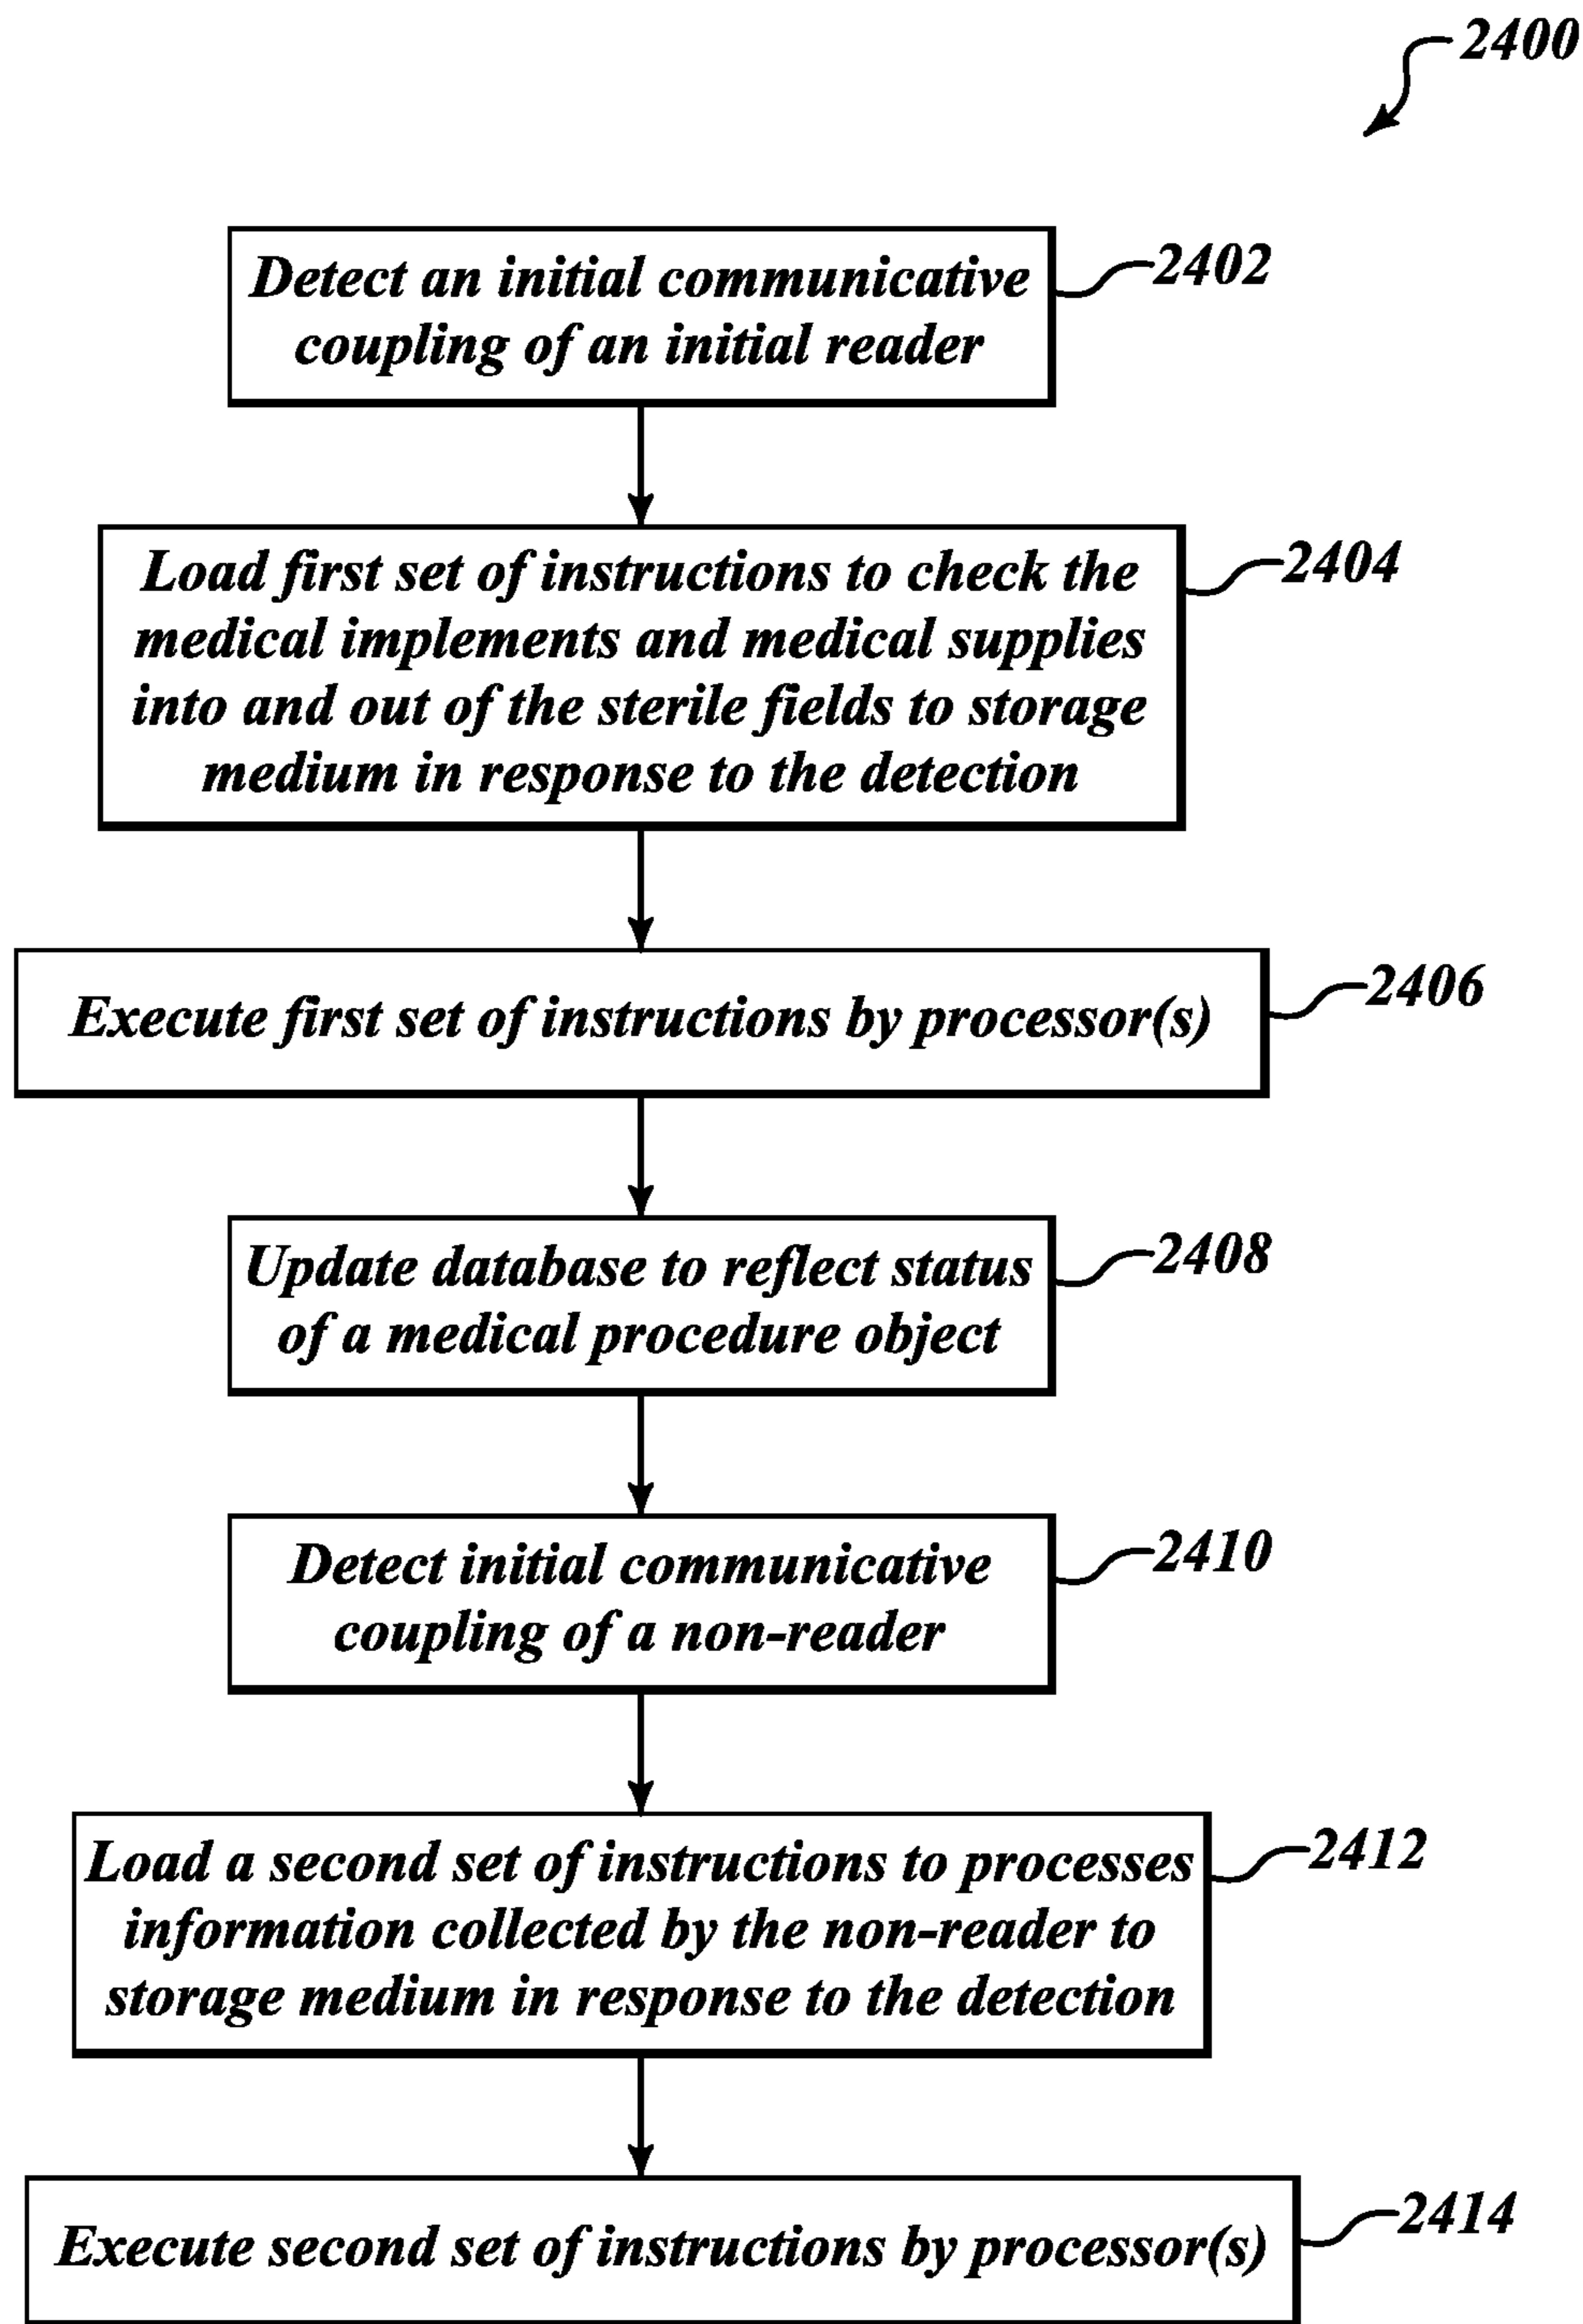 2400
Detect an initial communicative
coupling of an initial reader
2402
Load first set of instructions to check the
medical implements and medical supplies
into and out of the sterile fields to storage
medium in response to the detection
2404
Execute first set of instructions by processor(s)
2406
Update database to reflect status
of a medical procedure object
2408
Detect initial communicative
coupling of a non-reader
2410
Load a second set of instructions to processes
information collected by the non-reader to
storage medium in response to the detection
2412
Execute second set of instructions by processor(s)
2414